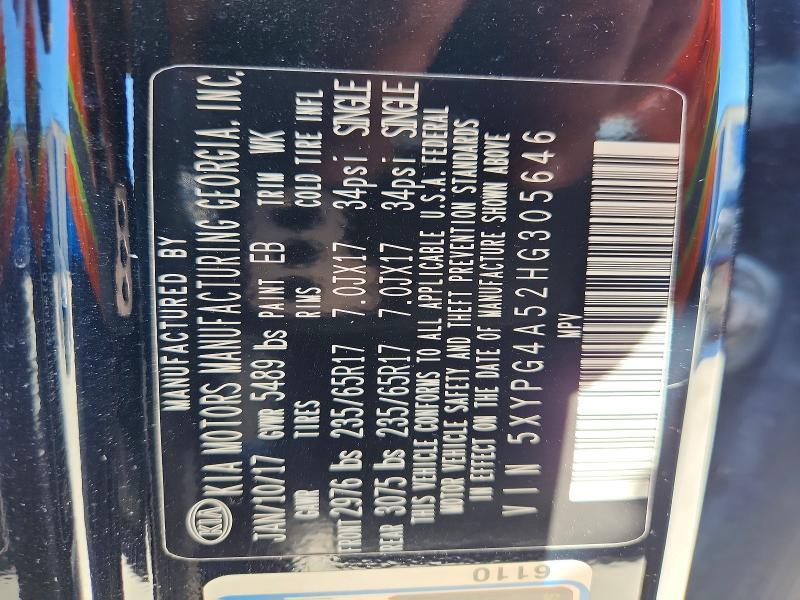 MANUFACTURED BY
KIA KIA MOTORS MANUFACTURING GEORGIA, INC.
JAN/10/17 GVWR 5489 lbs PAINT EB TRIM WK
GAWR TIRES RIMS COLD TIRE INFL
FRONT 2976 lbs 235/65R17 7.0JX17 34psi SINGLE
REAR 3075 lbs 235/65R17 7.0JX17 34psi SINGLE
THIS VEHICLE CONFORMS TO ALL APPLICABLE U.S.A. FEDERAL
MOTOR VEHICLE SAFETY AND THEFT PREVENTION STANDARDS
IN EFFECT ON THE DATE OF MANUFACTURE SHOWN ABOVE
VIN 5XYPG4A52HG305646
MPV
6110